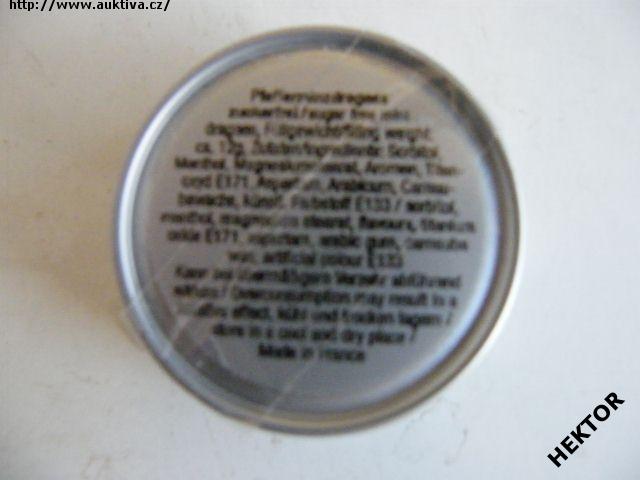 http://www.auktiva.cz/
Pfefferminzdragees
zuckerfrei / sugar free mint
dragees, Füllgewicht/filling weight:
ca. 12g, Zutaten/Ingredients: Sorbitol,
Menthol, Magnesiumstearat, Aromen, Titan-
oxyd E171, Aspartam, Arabicum, Carnau-
bawachs, künstl. Farbstoff E133 / sorbitol,
menthol, magnesium stearat, flavours, titanium
oxide E171, aspartam, arabic gum, carnauba
wax, artificial colour E133
Kann bei übermäßigem Verzehr abführend
wirken / Overconsumption may result in a
effect, kühl und trocken lagern /
store in a cool and dry place /
Made in France
HEKTOR